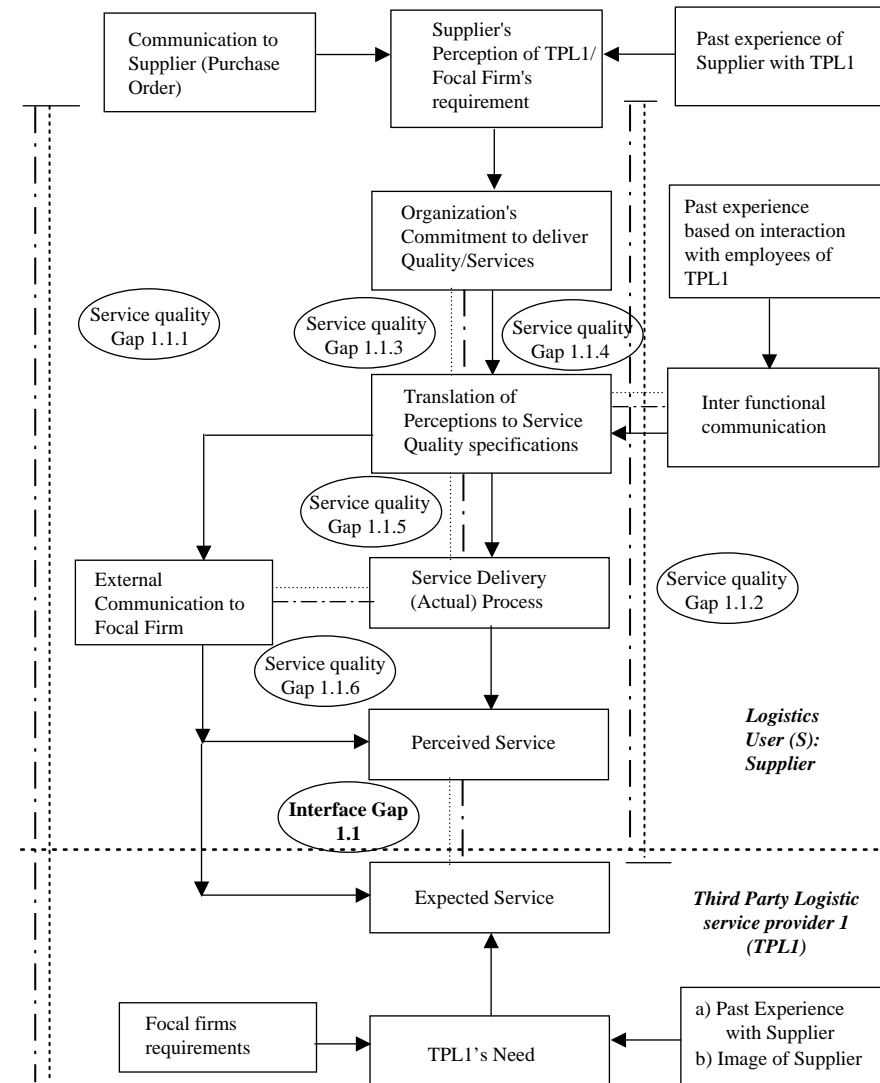 Communication to
Supplier (Purchase
Order)
Supplier's
Perception of TPL1/
Focal Firm's
requirement
Past experience of
Supplier with TPL1
Organization's
Commitment to deliver
Quality/Services
Past experience
based on interaction
with employees of
TPL1
Service quality
Gap 1.1.1
Service quality
Gap 1.1.3
Service quality
Gap 1.1.4
Translation of
Perceptions to Service
Quality specifications
Inter functional
communication
Service quality
Gap 1.1.5
External
Communication to
Focal Firm
Service Delivery
(Actual) Process
Service quality
Gap 1.1.2
Service quality
Gap 1.1.6
Perceived Service
Logistics
User (S):
Supplier
Interface Gap
1.1
Expected Service
Third Party Logistic
service provider 1
(TPL1)
Focal firms
requirements
TPL1's Need
a) Past Experience
with Supplier
b) Image of Supplier